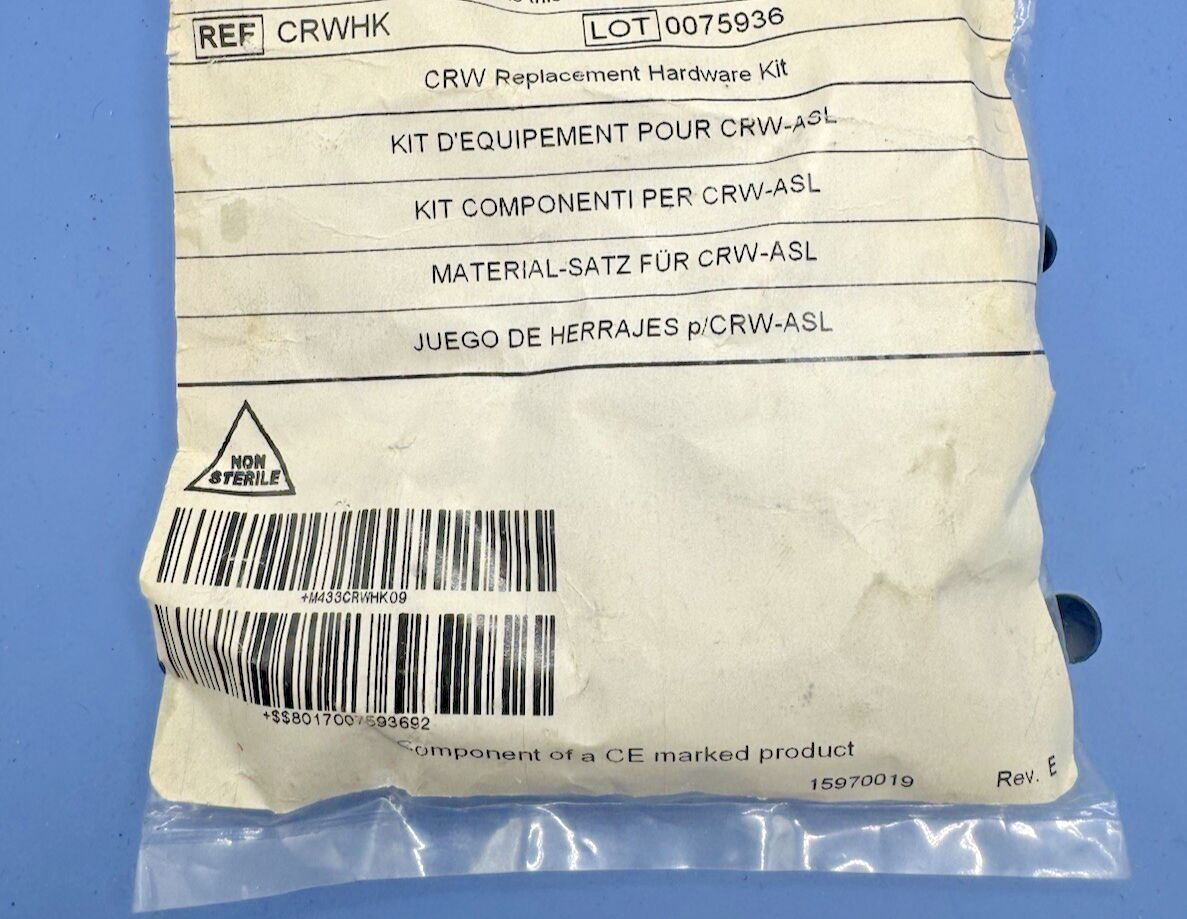 REF CRWHK LOT 0075936
CRW Replacement Hardware Kit
KIT D'EQUIPEMENT POUR CRW-ASL
KIT COMPONENTI PER CRW-ASL
MATERIAL-SATZ FÜR CRW-ASL
JUEGO DE HERRAJES p/CRW-ASL
NON
STERILE
+M433CRWHK09
+$$8017007593692
Component of a CE marked product
15970019 Rev. E